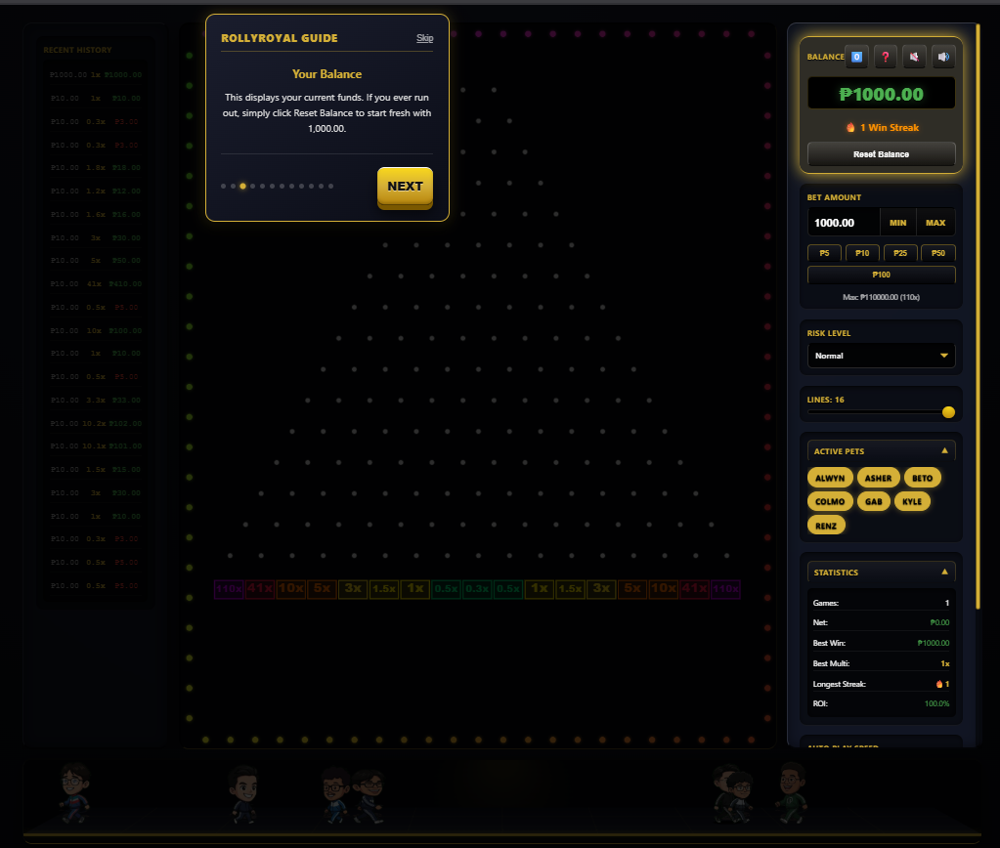 RECENT HISTORY
₱1000.00 1x ₱1000.00
₱10.00 1x ₱10.00
₱10.00 0.3x ₱3.00
₱10.00 0.3x ₱3.00
₱10.00 1.2x ₱12.00
₱10.00 1.6x ₱16.00
₱10.00 3x ₱30.00
₱10.00 5x ₱50.00
₱10.00 41x ₱410.00
₱10.00 0.5x ₱5.00
₱10.00 10x ₱100.00
₱10.00 1x ₱10.00
₱10.00 0.5x ₱5.00
₱10.00 3.3x ₱33.00
₱10.00 10.2x ₱102.00
₱10.00 10.1x ₱101.00
₱10.00 1.5x ₱15.00
₱10.00 3x ₱30.00
₱10.00 1x ₱10.00
₱10.00 0.3x ₱3.00
₱10.00 0.5x ₱5.00
₱10.00 0.5x ₱5.00
ROLLYROYAL GUIDE Skip
Your Balance
This displays your current funds. If you ever run
out, simply click Reset Balance to start fresh with
1,000.00.
NEXT
110x 41x 10x 5x 3x 1.5x 1x 0.5x 0.3x 0.5x 1x 1.5x 3x 5x 10x 41x 110x
BALANCE
₱1000.00
🔥 1 Win Streak
Reset Balance
BET AMOUNT
1000.00 MIN MAX
₱5 ₱10 ₱25 ₱50
₱100
Max: ₱110000.00 (110x)
RISK LEVEL
Normal
LINES: 16
ACTIVE PETS
ALWYN ASHER BETO
COLMO GAB KYLE
RENZ
STATISTICS
Games: 1
Net: ₱0.00
Best Win: ₱1000.00
Best Multi: 1x
Longest Streak: 🔥 1
ROI: 100.0%
AUTO PLAY SPEED